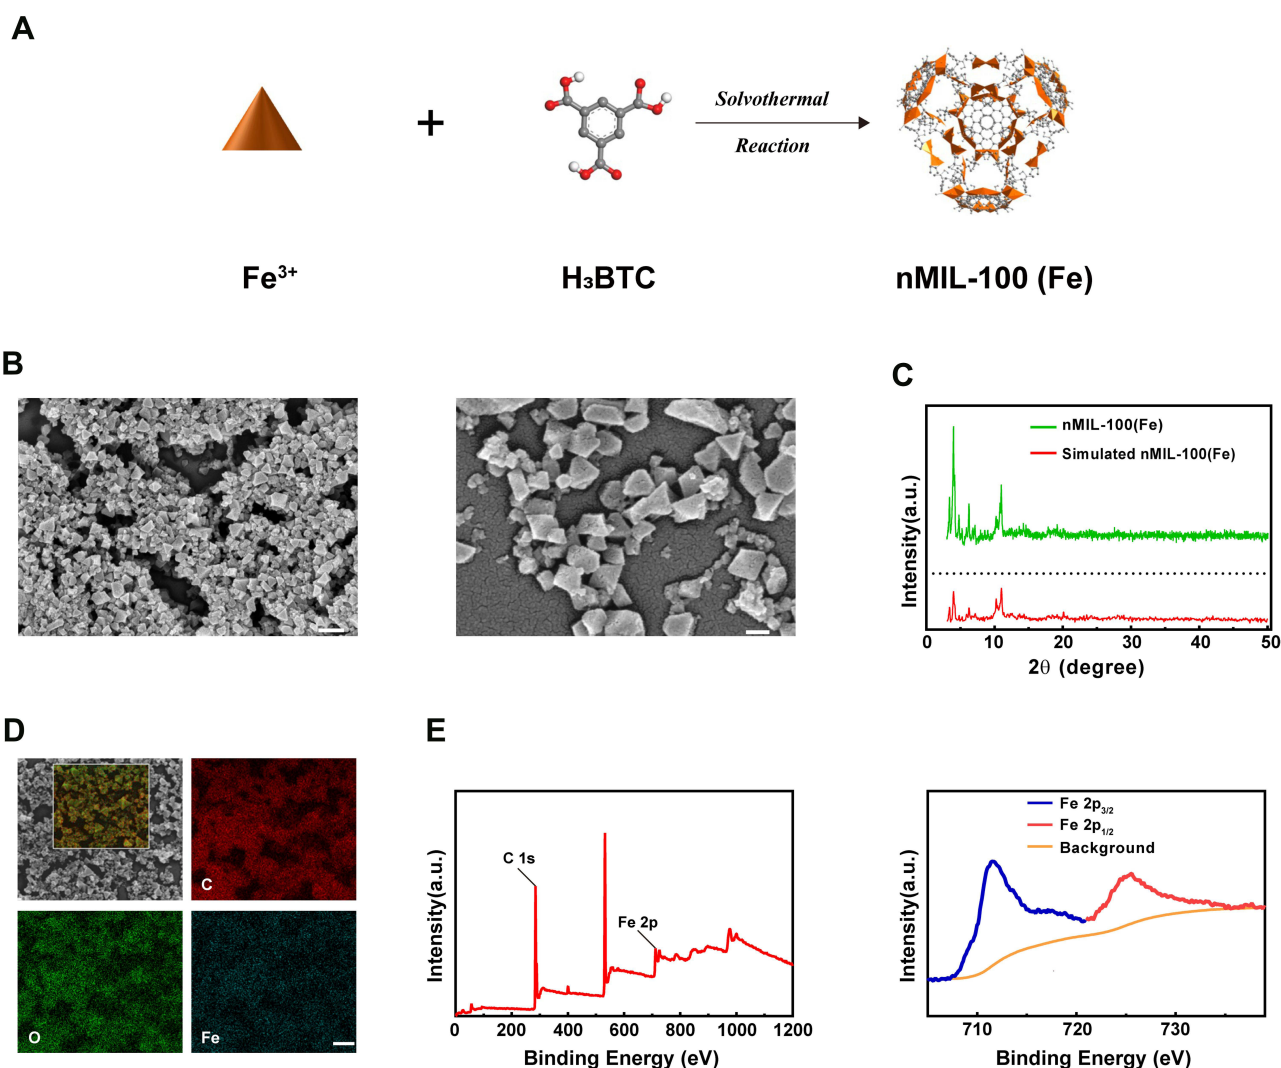 A
+
Solvothermal
Reaction
Fe³⁺
H₃BTC
nMIL-100 (Fe)
B
C
nMIL-100(Fe)
Simulated nMIL-100(Fe)
Intensity(a.u.)
0 10 20 30 40 50
2θ (degree)
D
C
O
Fe
E
C 1s
Fe 2p
Intensity(a.u.)
0 200 400 600 800 1000 1200
Binding Energy (eV)
Fe 2p₃/₂
Fe 2p₁/₂
Background
Intensity(a.u.)
710 720 730
Binding Energy (eV)